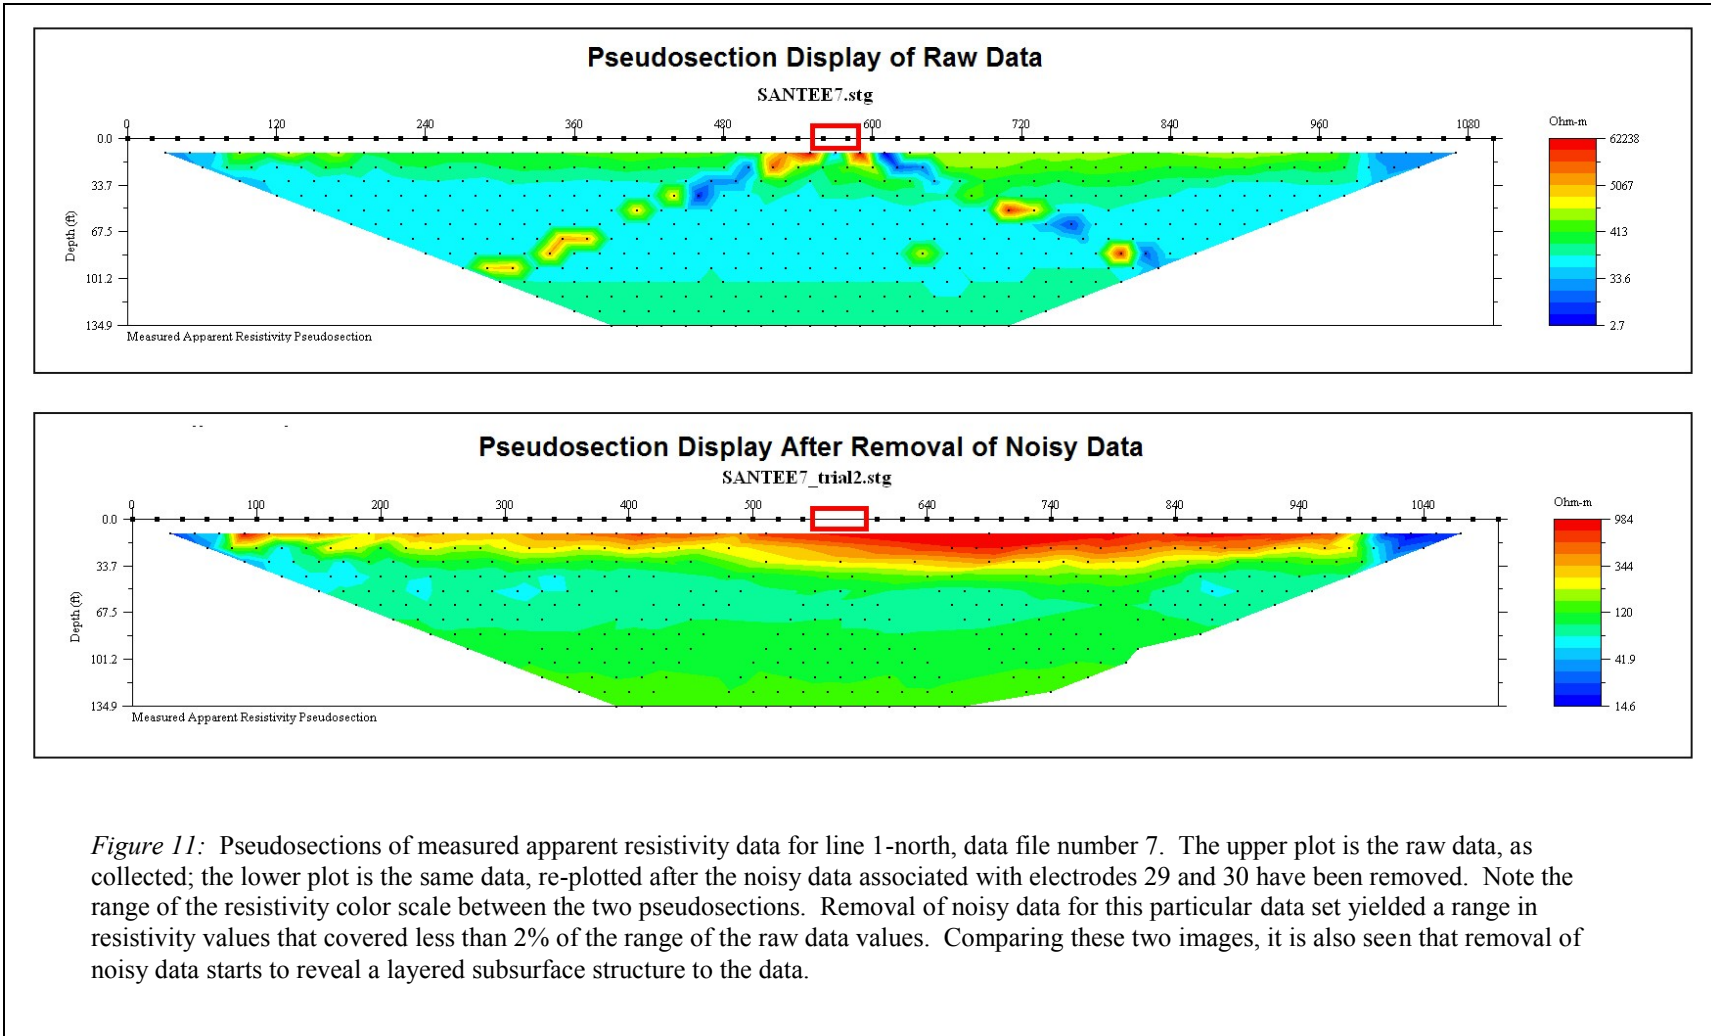 Pseudosection Display of Raw Data
SANTEE7.stg
0 120 240 360 480 600 720 840 960 1080
Ohm-m
0.0
33.7
67.5
101.2
134.9
Depth (ft)
62238
5067
413
33.6
2.7
Measured Apparent Resistivity Pseudosection
Pseudosection Display After Removal of Noisy Data
SANTEE7_trial2.stg
0 100 200 300 400 500 640 740 840 940 1040
Ohm-m
0.0
33.7
67.5
101.2
134.9
Depth (ft)
984
344
120
41.9
14.6
Measured Apparent Resistivity Pseudosection
Figure 11: Pseudosections of measured apparent resistivity data for line 1-north, data file number 7. The upper plot is the raw data, as
collected; the lower plot is the same data, re-plotted after the noisy data associated with electrodes 29 and 30 have been removed. Note the
range of the resistivity color scale between the two pseudosections. Removal of noisy data for this particular data set yielded a range in
resistivity values that covered less than 2% of the range of the raw data values. Comparing these two images, it is also seen that removal of
noisy data starts to reveal a layered subsurface structure to the data.